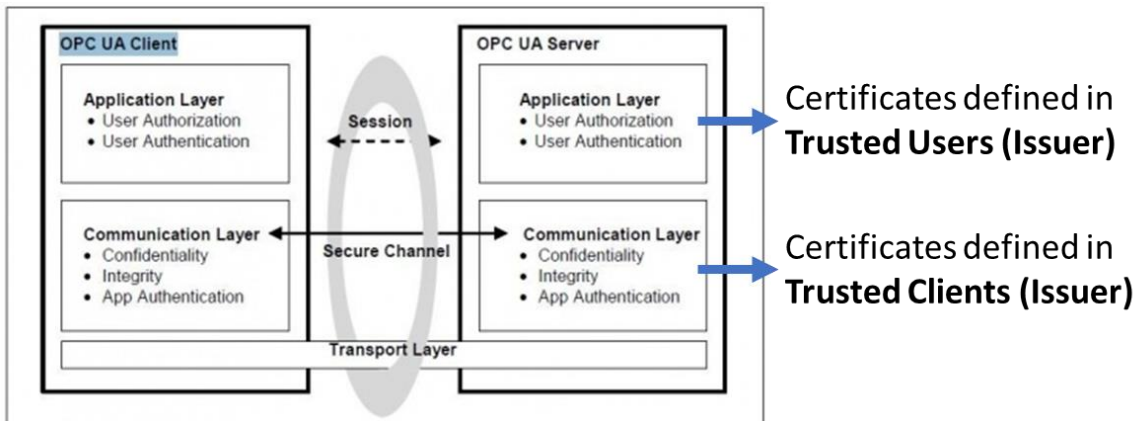 OPC UA Client
Application Layer
• User Authorization
• User Authentication
Communication Layer
• Confidentiality
• Integrity
• App Authentication
Session
Secure Channel
Transport Layer
OPC UA Server
Application Layer
• User Authorization
• User Authentication
Communication Layer
• Confidentiality
• Integrity
• App Authentication
Certificates defined in
Trusted Users (Issuer)
Certificates defined in
Trusted Clients (Issuer)